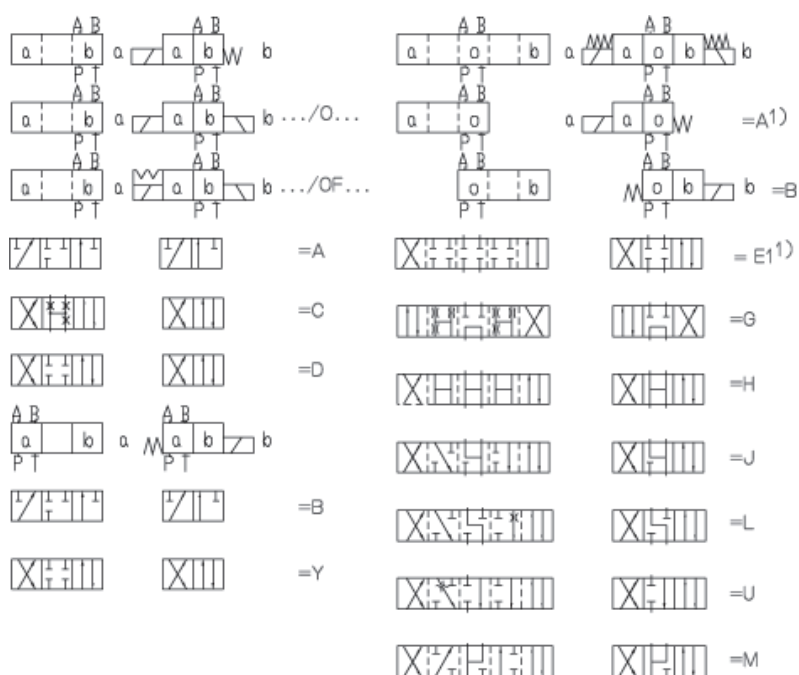 A B A B A B A B
a b a a b b a o b a a o b b
P T P T P T P T
A B A B A B A B
a b a a b b .../O... a o a a o =A1)
P T P T P T P T
A B A B A B A B
a b a a b b .../OF... o b o b b =B
P T P T P T P T
=A = E1 1)
=C =G
=D =H
A B A B
a b a a b b =J
P T P T
=B =L
=Y =U
=M